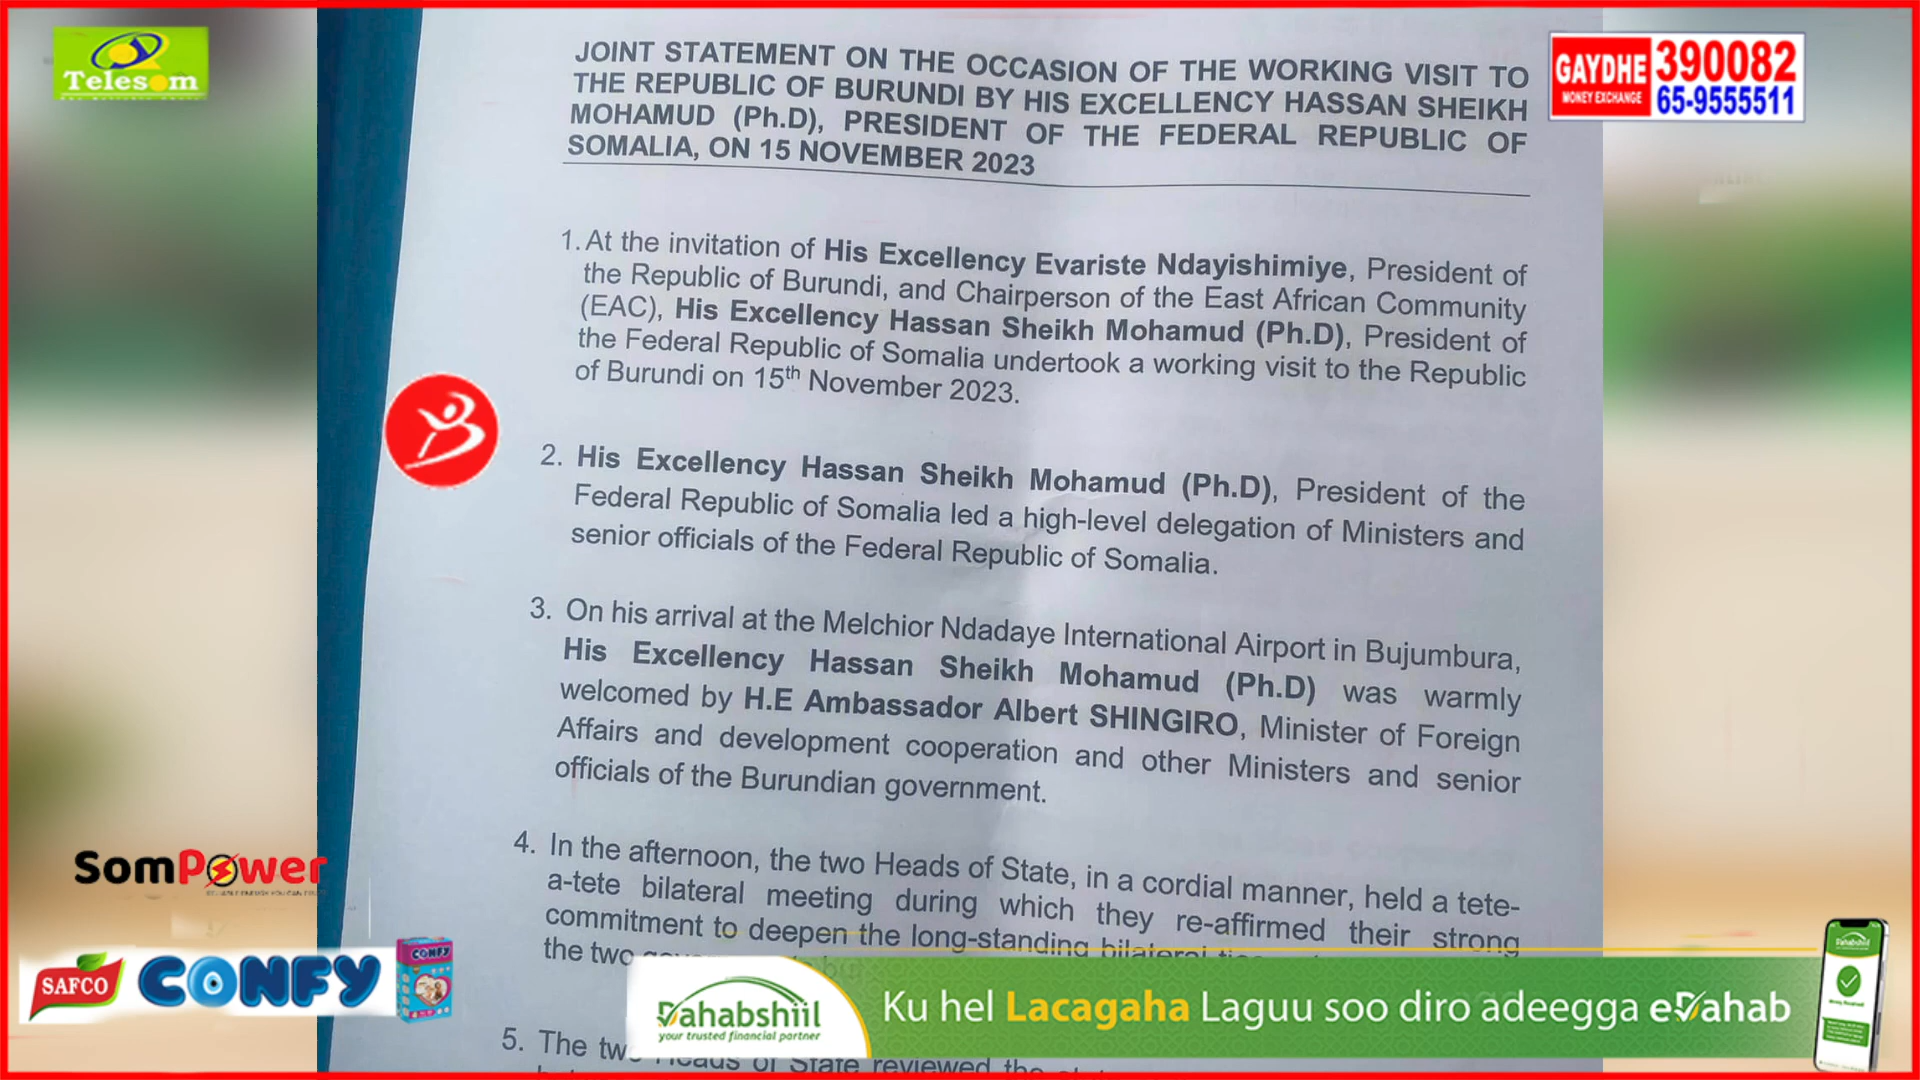 Telesom
GAYDHE
MONEY EXCHANGE
390082
65-9555511
JOINT STATEMENT ON THE OCCASION OF THE WORKING VISIT TO
THE REPUBLIC OF BURUNDI BY HIS EXCELLENCY HASSAN SHEIKH
MOHAMUD (Ph.D), PRESIDENT OF THE FEDERAL REPUBLIC OF
SOMALIA, ON 15 NOVEMBER 2023
1. At the invitation of His Excellency Evariste Ndayishimiye, President of
the Republic of Burundi, and Chairperson of the East African Community
(EAC), His Excellency Hassan Sheikh Mohamud (Ph.D), President of
the Federal Republic of Somalia undertook a working visit to the Republic
of Burundi on 15th November 2023.
2. His Excellency Hassan Sheikh Mohamud (Ph.D), President of the
Federal Republic of Somalia led a high-level delegation of Ministers and
senior officials of the Federal Republic of Somalia.
3. On his arrival at the Melchior Ndadaye International Airport in Bujumbura,
His Excellency Hassan Sheikh Mohamud (Ph.D) was warmly
welcomed by H.E Ambassador Albert SHINGIRO, Minister of Foreign
Affairs and development cooperation and other Ministers and senior
officials of the Burundian government.
4. In the afternoon, the two Heads of State, in a cordial manner, held a tete-
a-tete bilateral meeting during which they re-affirmed their strong
commitment to deepen the long-standing bilateral
the two
5. The two Heads of State reviewed the
SomPower
SAFCO
CONFY
CONFY
Dahabshiil
your trusted financial partner
Ku hel Lacagaha Laguu soo diro adeegga eDahab
Dahabshiil